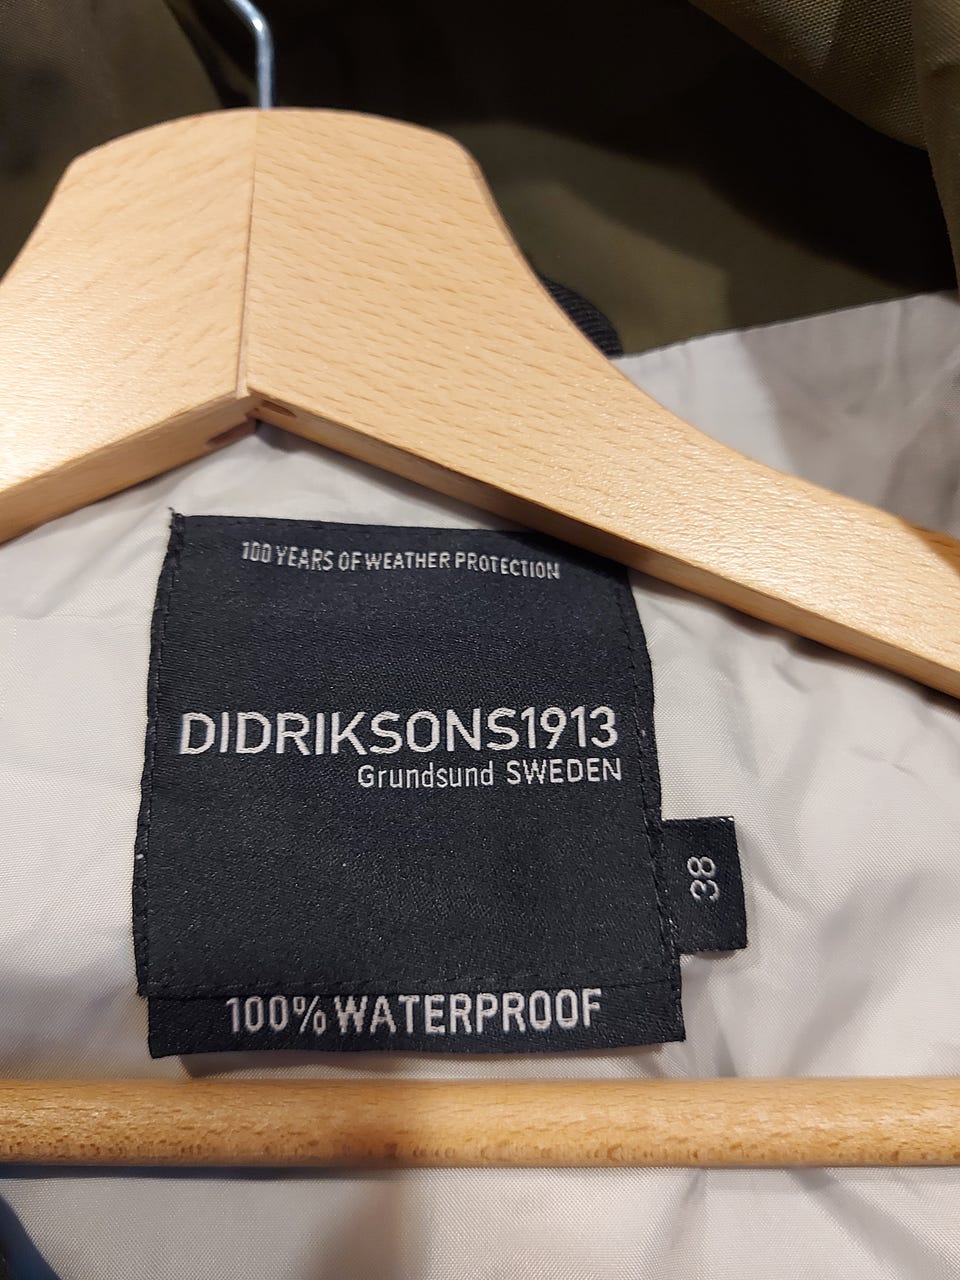 100 YEARS OF WEATHER PROTECTION
DIDRIKSONS1913
Grundsund SWEDEN
38
100% WATERPROOF